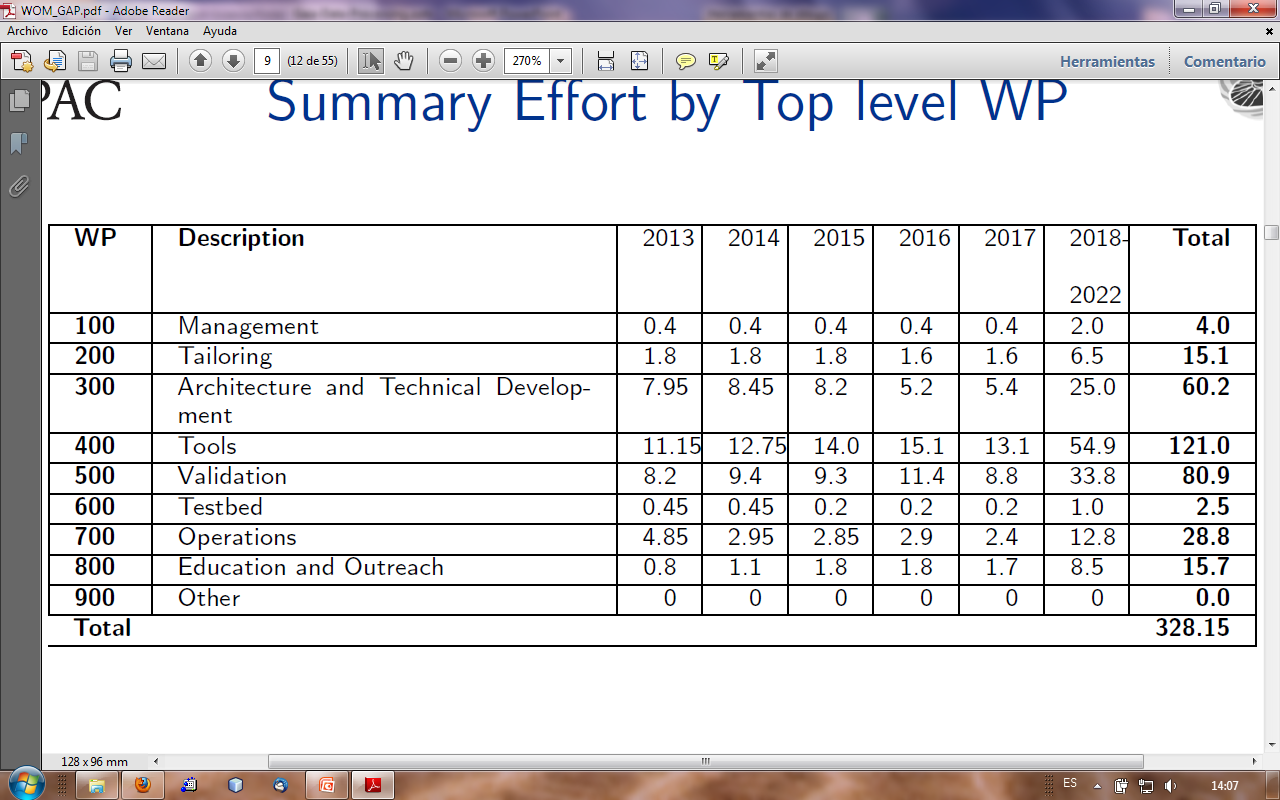 WOM_GAP.pdf - Adobe Reader
Archivo Edición Ver Ventana Ayuda
9 (12 de 55) 270% Herramientas Comentario
PAC Summary Effort by Top level WP
WP Description 2013 2014 2015 2016 2017 2018- Total
2022
100 Management 0.4 0.4 0.4 0.4 0.4 2.0 4.0
200 Tailoring 1.8 1.8 1.8 1.6 1.6 6.5 15.1
300 Architecture and Technical Develop- 7.95 8.45 8.2 5.2 5.4 25.0 60.2
ment
400 Tools 11.15 12.75 14.0 15.1 13.1 54.9 121.0
500 Validation 8.2 9.4 9.3 11.4 8.8 33.8 80.9
600 Testbed 0.45 0.45 0.2 0.2 0.2 1.0 2.5
700 Operations 4.85 2.95 2.85 2.9 2.4 12.8 28.8
800 Education and Outreach 0.8 1.1 1.8 1.8 1.7 8.5 15.7
900 Other 0 0 0 0 0 0 0.0
Total 328.15
128 x 96 mm
ES 14:07